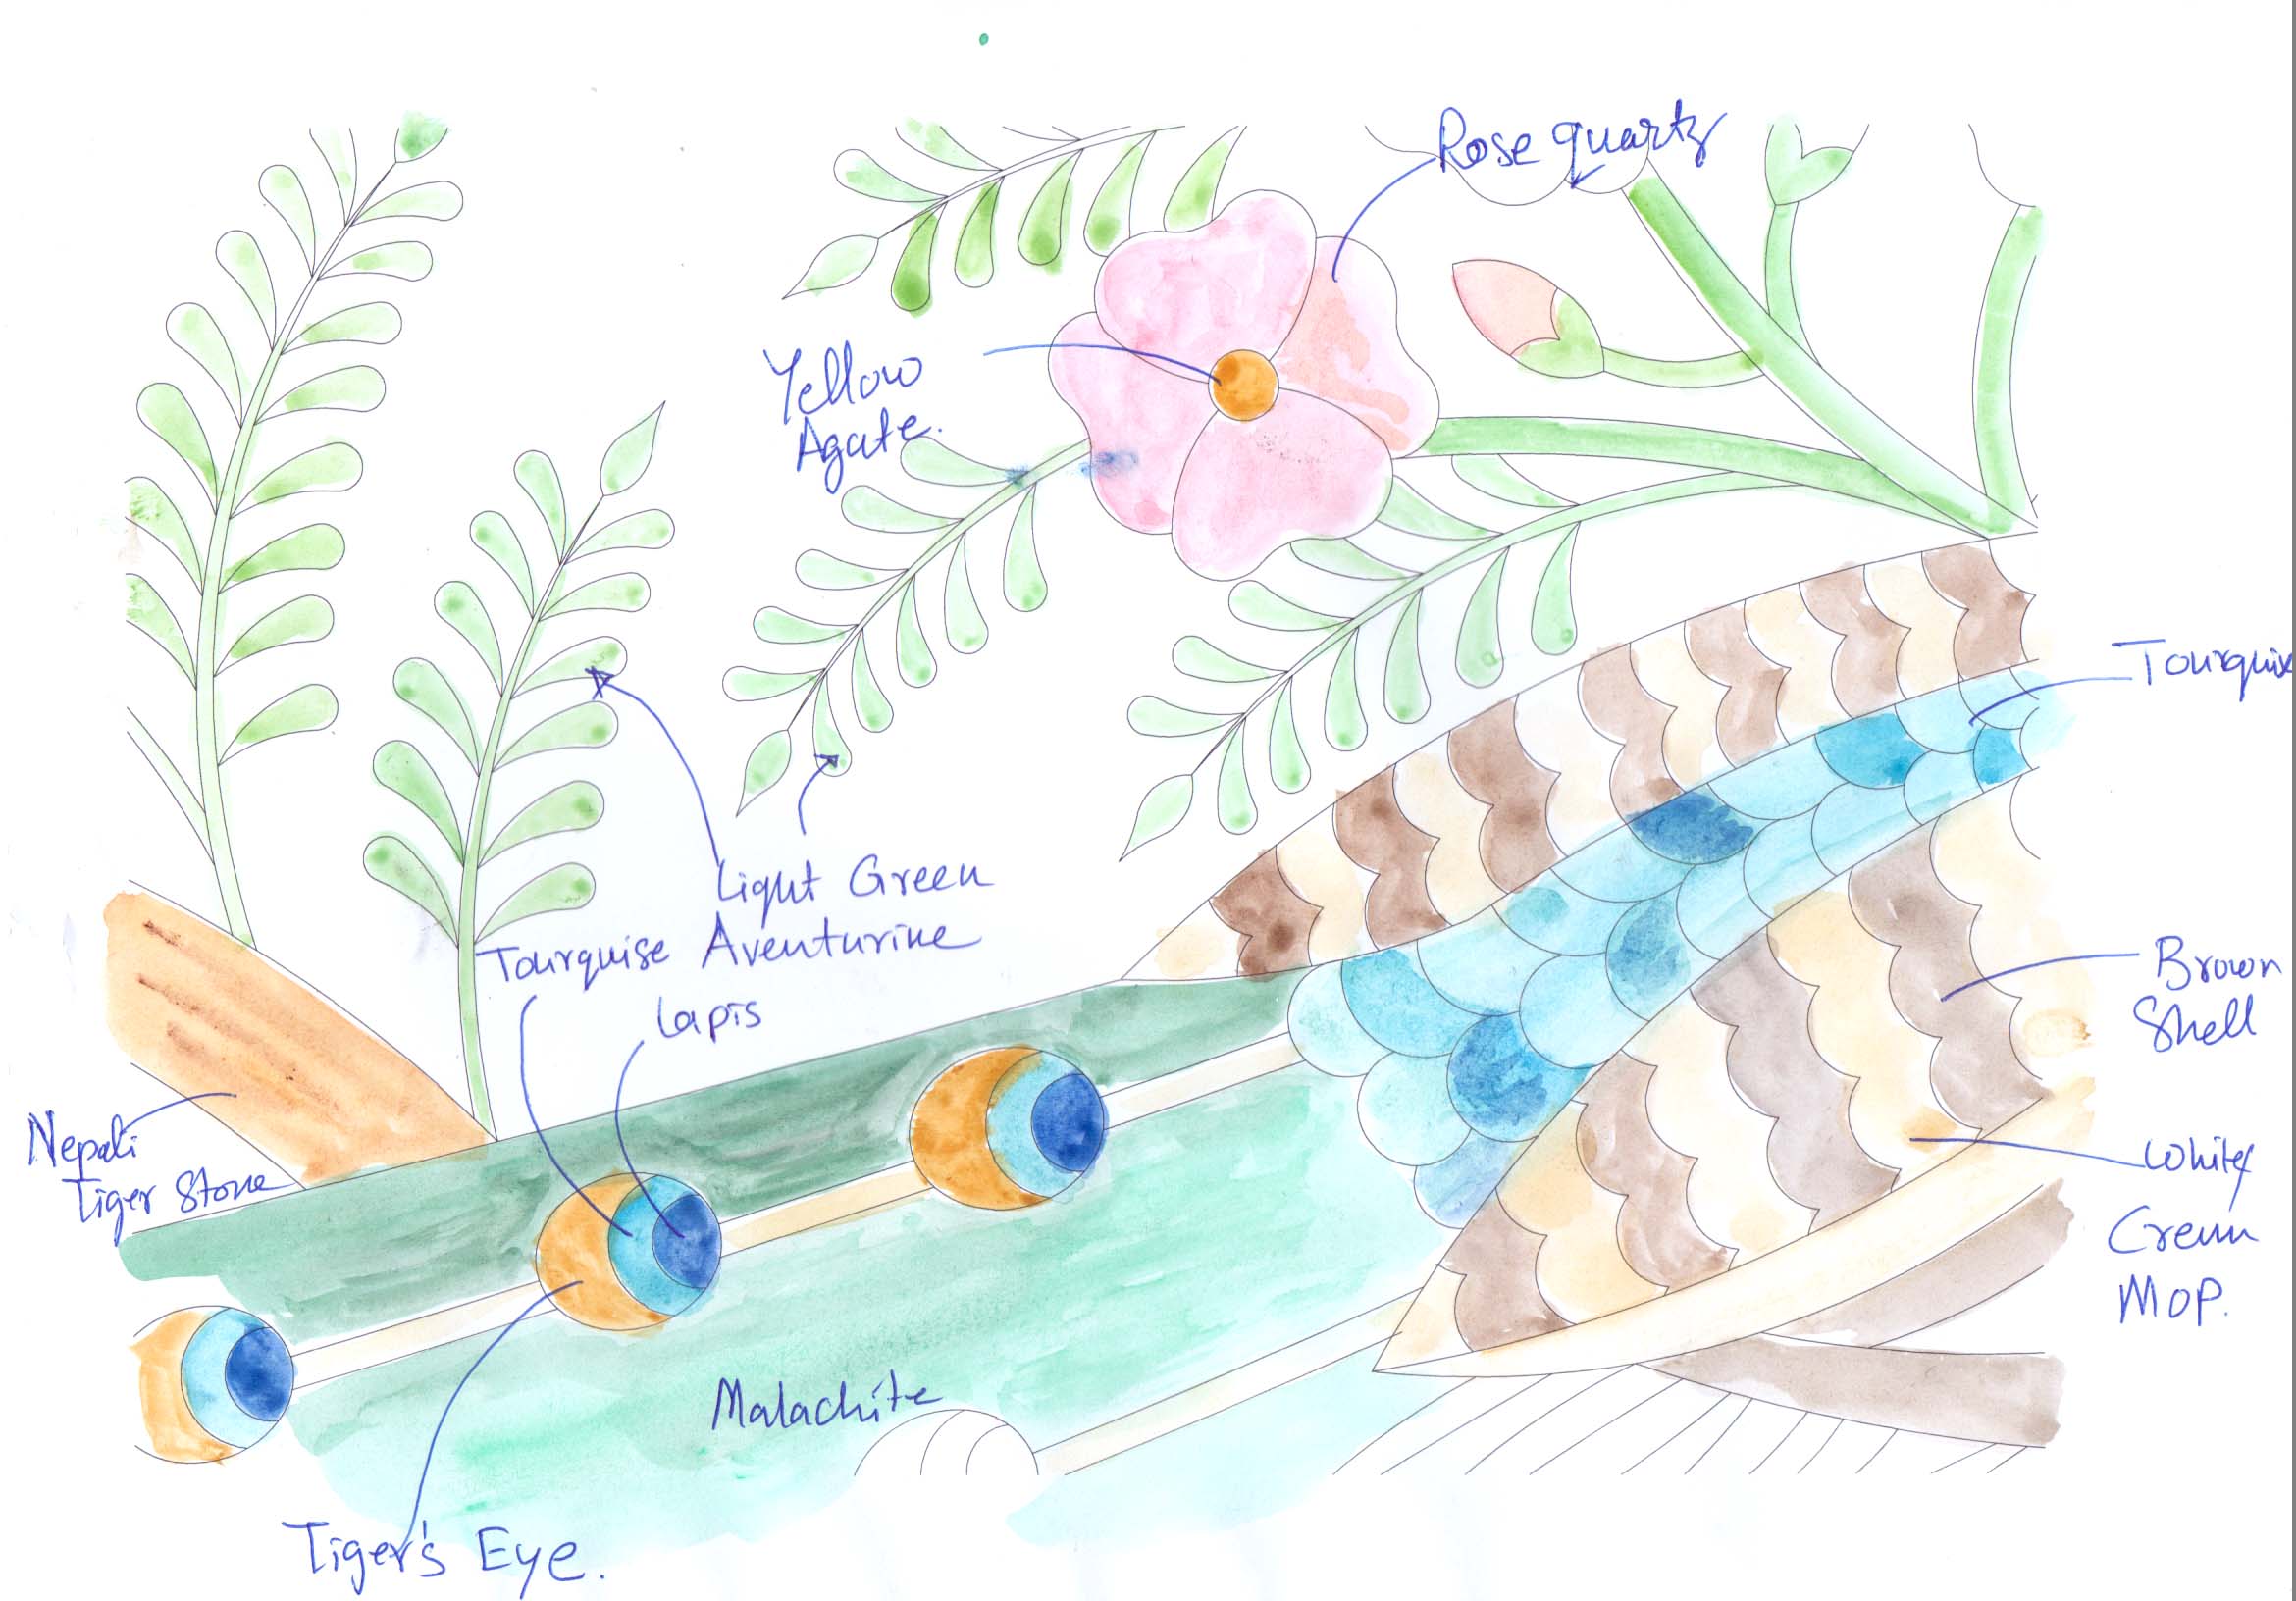 Rose quartz
Yellow
Agate.
Tourquis
Light Green
Aventurine
Tourquise
Lapis
Brown
Shell
Nepali
Tiger Stone
White
Cream
MOP.
Malachite
Tiger's Eye.